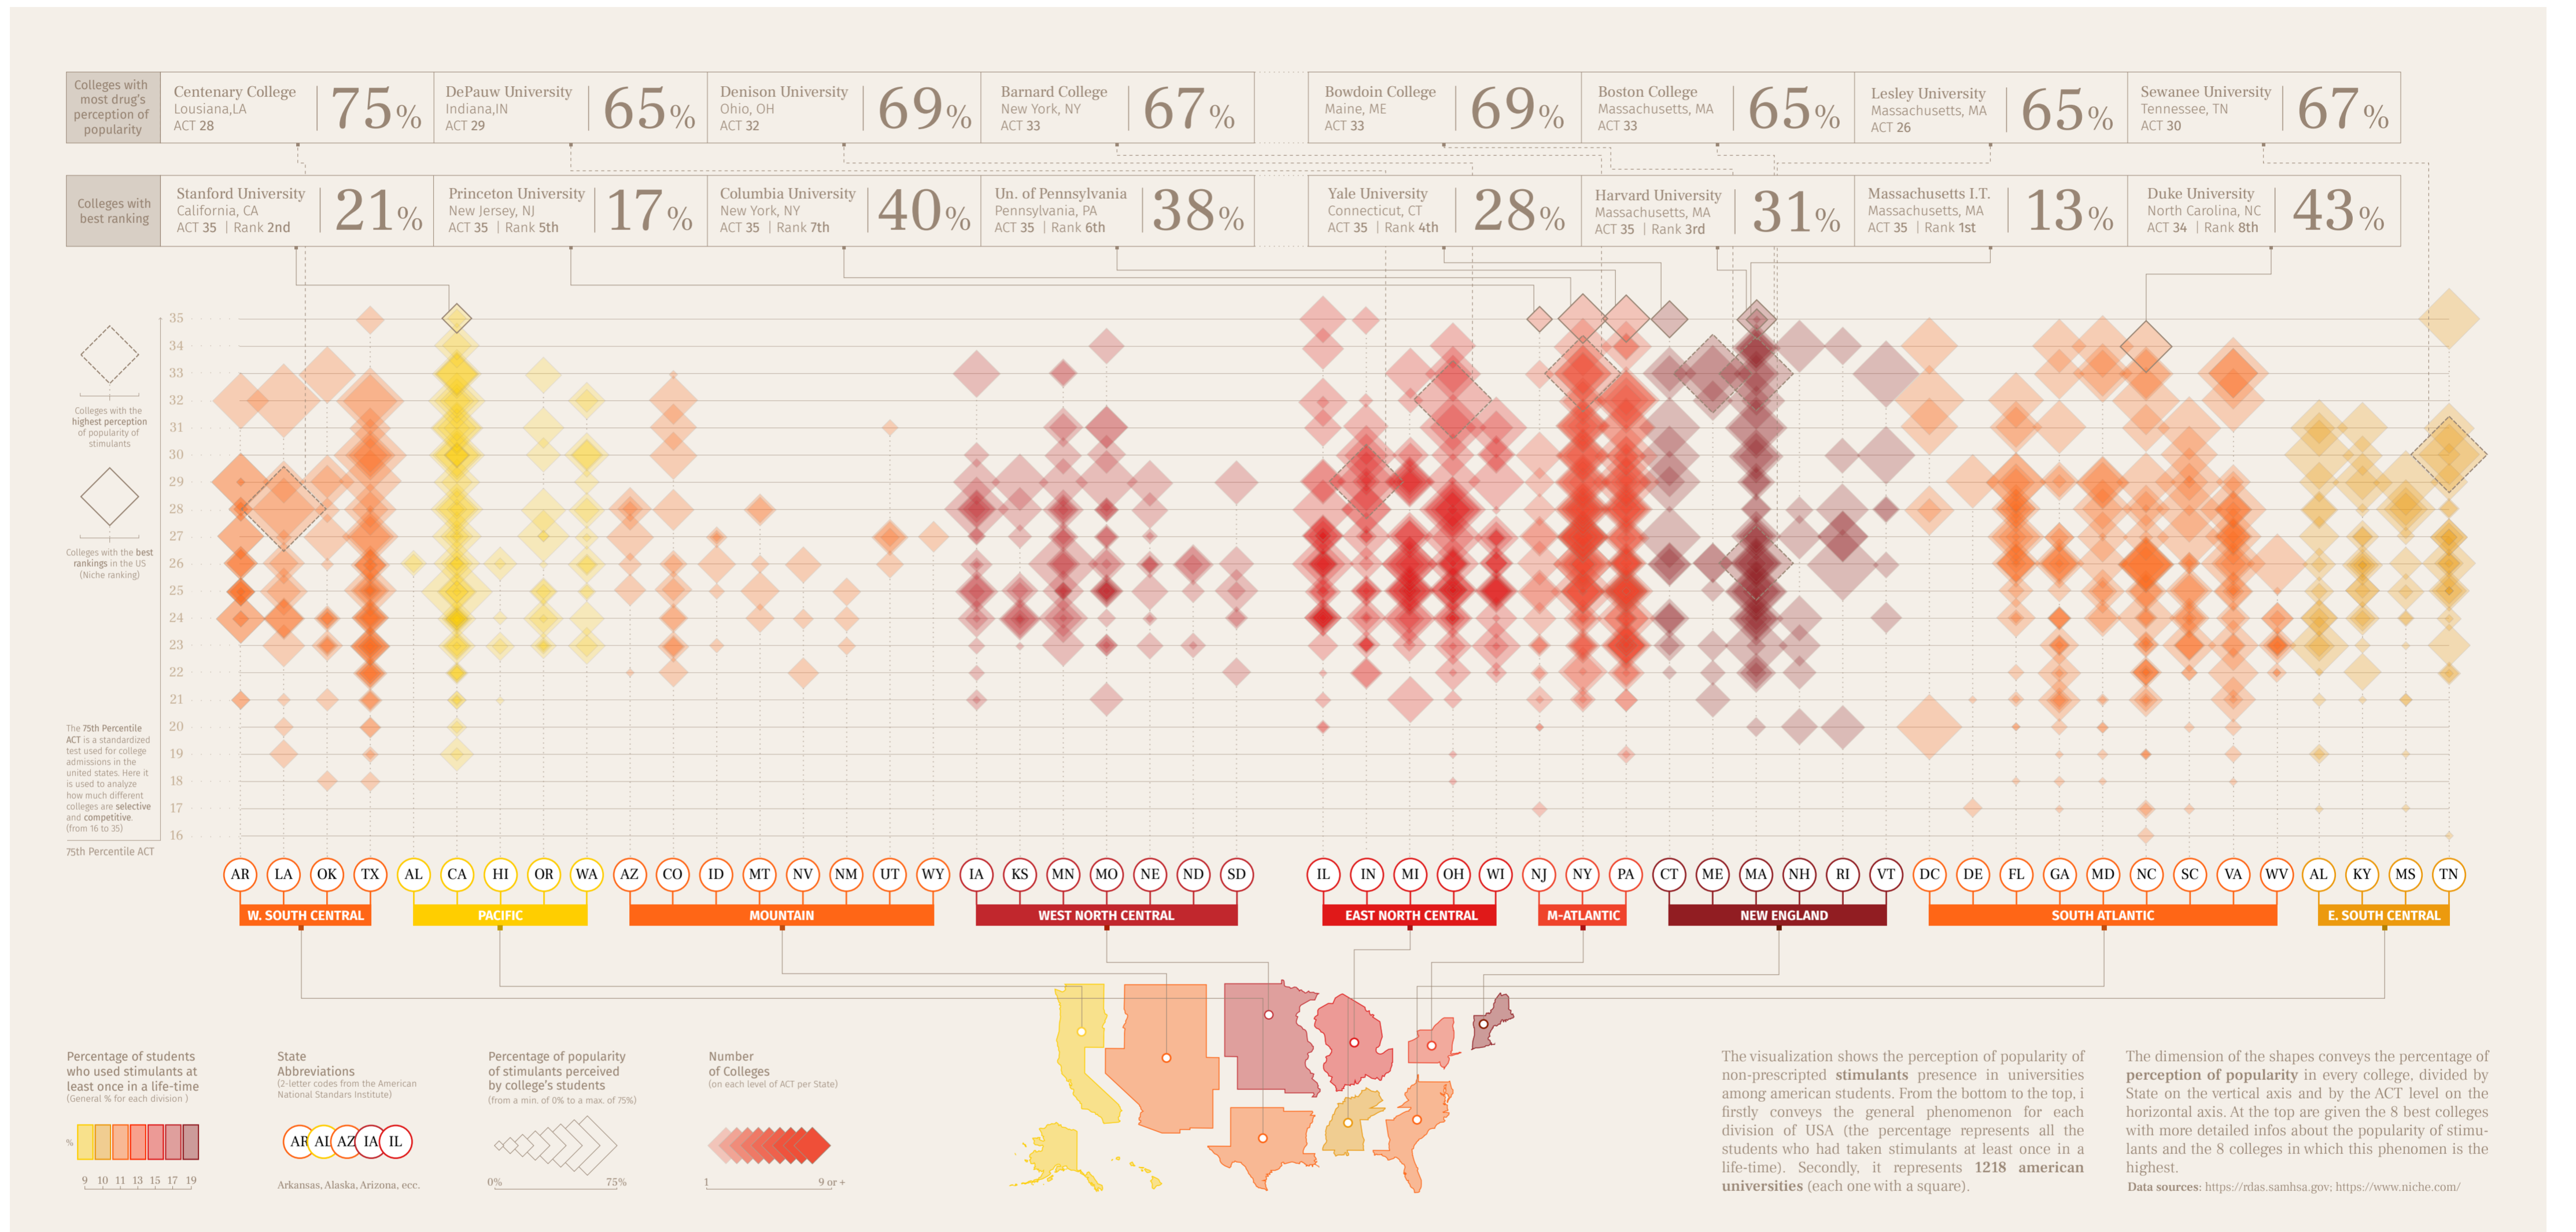 Colleges with
most drug's
perception of
popularity
Centenary College
Lousiana,LA
ACT 28
75%
DePauw University
Indiana,IN
ACT 29
65%
Denison University
Ohio, OH
ACT 32
69%
Barnard College
New York, NY
ACT 33
67%
Bowdoin College
Maine, ME
ACT 33
69%
Boston College
Massachusetts, MA
ACT 33
65%
Lesley University
Massachusetts, MA
ACT 26
65%
Sewanee University
Tennessee, TN
ACT 30
67%
Colleges with
best ranking
Stanford University
California, CA
ACT 35 | Rank 2nd
21%
Princeton University
New Jersey, NJ
ACT 35 | Rank 5th
17%
Columbia University
New York, NY
ACT 35 | Rank 7th
40%
Un. of Pennsylvania
Pennsylvania, PA
ACT 35 | Rank 6th
38%
Yale University
Connecticut, CT
ACT 35 | Rank 4th
28%
Harvard University
Massachusetts, MA
ACT 35 | Rank 3rd
31%
Massachusetts I.T.
Massachusetts, MA
ACT 35 | Rank 1st
13%
Duke University
North Carolina, NC
ACT 34 | Rank 8th
43%
Colleges with the
highest perception
of popularity of
stimulants
Colleges with the best
rankings in the US
(Niche ranking)
The 75th Percentile
ACT is a standardized
test used for college
admissions in the
united states. Here it
is used to analyze
how much different
colleges are selective
and competitive.
(from 16 to 35)
75th Percentile ACT
35
34
33
32
31
30
29
28
27
26
25
24
23
22
21
20
19
18
17
16
AR LA OK TX AL CA HI OR WA AZ CO ID MT NV NM UT WY IA KS MN MO NE ND SD IL IN MI OH WI NJ NY PA CT ME MA NH RI VT DC DE FL GA MD NC SC VA WV AL KY MS TN
W. SOUTH CENTRAL PACIFIC MOUNTAIN WEST NORTH CENTRAL EAST NORTH CENTRAL M-ATLANTIC NEW ENGLAND SOUTH ATLANTIC E. SOUTH CENTRAL
Percentage of students
who used stimulants at
least once in a life-time
(General % for each division )
%
9 10 11 13 15 17 19
State
Abbreviations
(2-letter codes from the American
National Standars Institute)
AR AL AZ IA IL
Arkansas, Alaska, Arizona, ecc.
Percentage of popularity
of stimulants perceived
by college's students
(from a min. of 0% to a max. of 75%)
0% 75%
Number
of Colleges
(on each level of ACT per State)
1 9 or +
The visualization shows the perception of popularity of
non-prescripted stimulants presence in universities
among american students. From the bottom to the top, i
firstly conveys the general phenomenon for each
division of USA (the percentage represents all the
students who had taken stimulants at least once in a
life-time). Secondly, it represents 1218 american
universities (each one with a square).
The dimension of the shapes conveys the percentage of
perception of popularity in every college, divided by
State on the vertical axis and by the ACT level on the
horizontal axis. At the top are given the 8 best colleges
with more detailed infos about the popularity of stimu-
lants and the 8 colleges in which this phenomen is the
highest.
Data sources: https://rdas.samhsa.gov; https://www.niche.com/